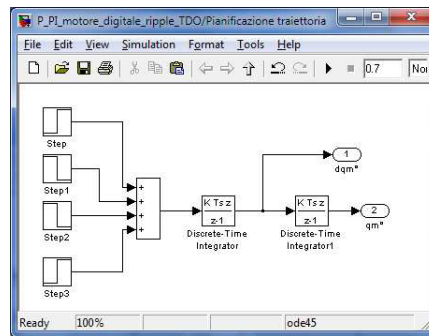 P_PI_motore_digitale_ripple_TDO/Pianificazione traiettoria
File Edit View Simulation Format Tools Help
0.7 Nor
Step
Step1
Step2
Step3
+
+
+
+
K Ts z
z-1
Discrete-Time
Integrator
K Ts z
z-1
Discrete-Time
Integrator1
1
dqm*
2
qm*
Ready 100% ode45